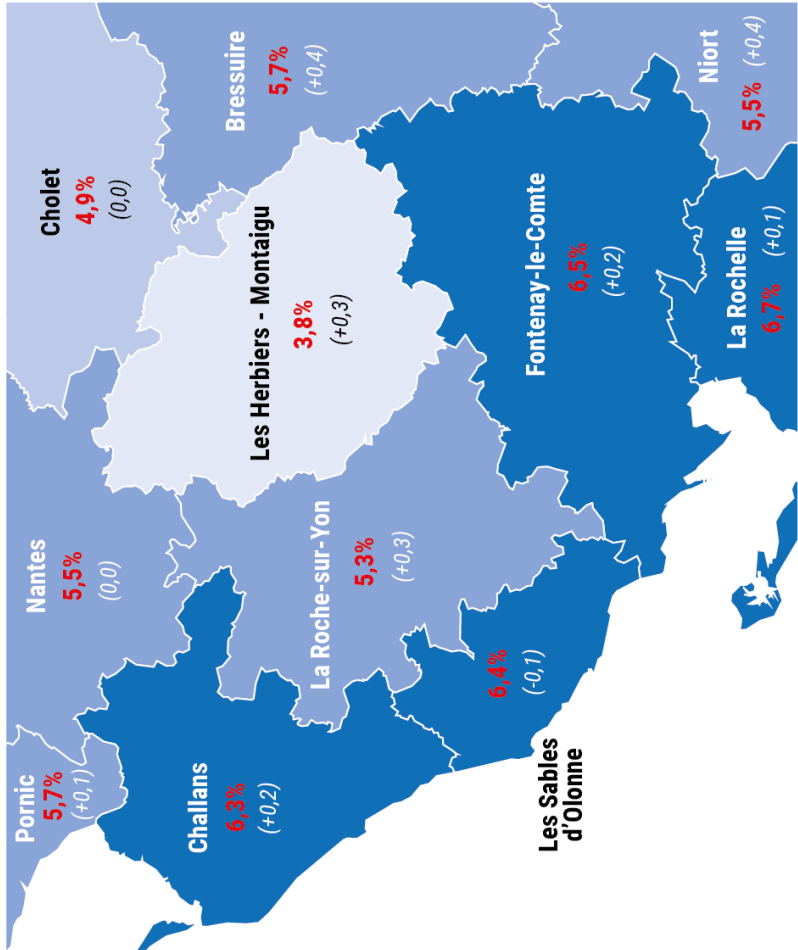 Pornic
5,7%
(+0,1)
Nantes
5,5%
(0,0)
Cholet
4,9%
(0,0)
Bressuire
5,7%
(+0,4)
Challans
6,3%
(+0,2)
La Roche-sur-Yon
5,3%
(+0,3)
Les Herbiers - Montaigu
3,8%
(+0,3)
Les Sables
d'Olonne
6,4%
(-0,1)
Fontenay-le-Comte
6,5%
(+0,2)
La Rochelle
6,7% (+0,1)
Niort
5,5% (+0,4)